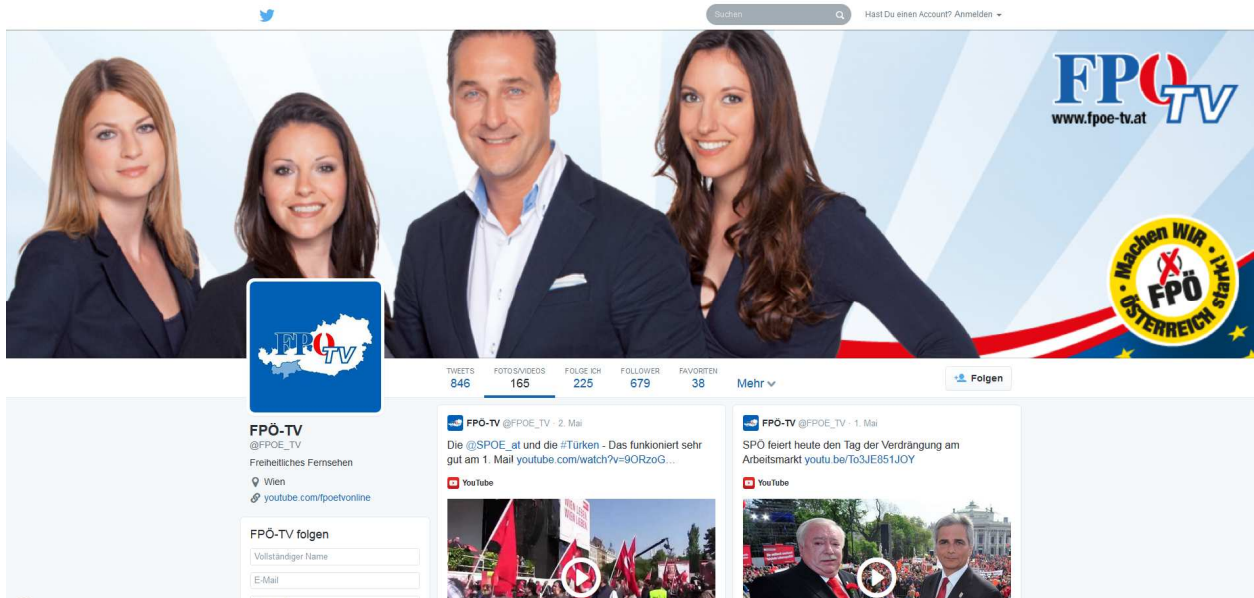 Suchen
Hast Du einen Account? Anmelden
FPÖ TV
www.fpoe-tv.at
Machen WIR
ÖSTERREICH stark!
X
FPÖ
FPÖ TV
TWEETS
846
FOTOS/VIDEOS
165
FOLGE ICH
225
FOLLOWER
679
FAVORITEN
38
Mehr
Folgen
FPÖ-TV
@FPOE_TV
Freiheitliches Fernsehen
Wien
youtube.com/fpoetvonline
FPÖ-TV folgen
Vollständiger Name
E-Mail
FPÖ-TV @FPOE_TV · 2. Mai
Die @SPOE_at und die #Türken - Das funkioniert sehr
gut am 1. Mail youtube.com/watch?v=9ORzoG...
YouTube
FPÖ-TV @FPOE_TV · 1. Mai
SPÖ feiert heute den Tag der Verdrängung am
Arbeitsmarkt youtu.be/To3JE851JOY
YouTube